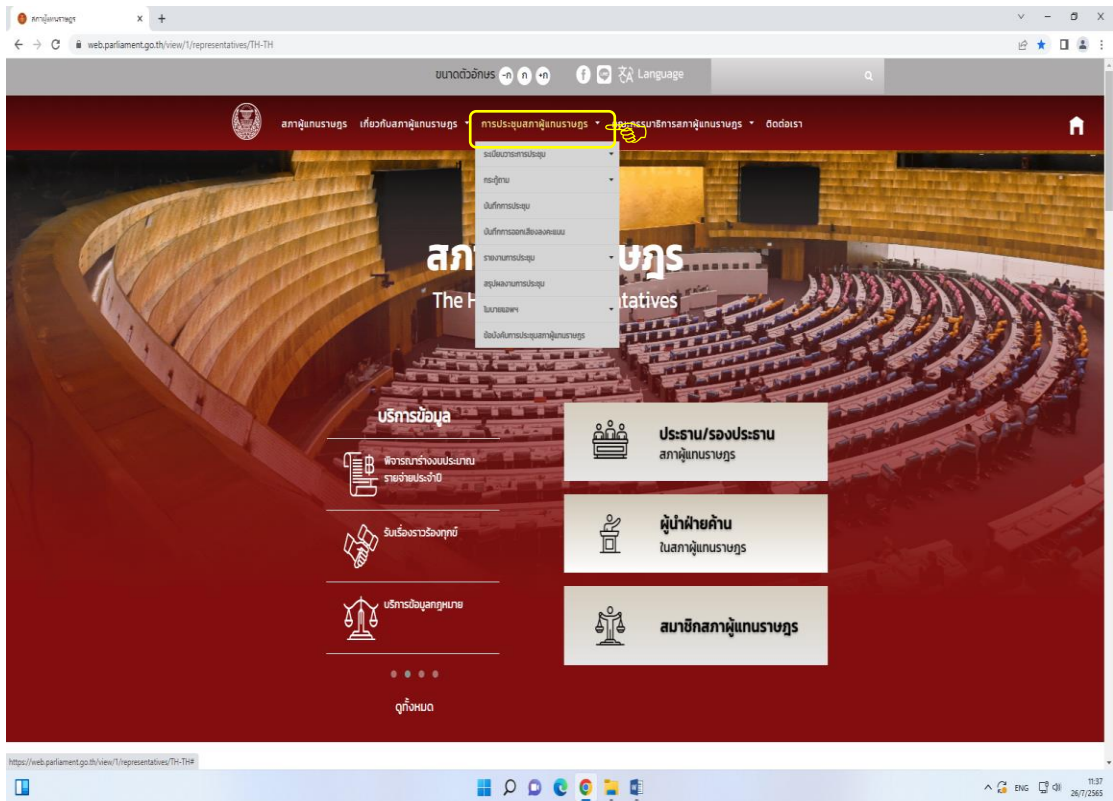 สภาผู้แทนราษฎร
web.parliament.go.th/view/1/representatives/TH-TH
ขนาดตัวอักษร -ก ก +ก Language
สภาผู้แทนราษฎร เกี่ยวกับสภาผู้แทนราษฎร การประชุมสภาผู้แทนราษฎร คณะกรรมาธิการสภาผู้แทนราษฎร ติดต่อเรา
ระเบียบวาระการประชุม
กระทู้ถาม
บันทึกการประชุม
บันทึกการออกเสียงลงคะแนน
รายงานการประชุม
สรุปผลงานการประชุม
ข้อบังคับการประชุมสภาผู้แทนราษฎร
สภา ษฎร
The H tatives
บริการข้อมูล
พิจารณาร่างงบประมาณ
รายจ่ายประจำปี
รับเรื่องราวร้องทุกข์
บริการข้อมูลกฎหมาย
ดูทั้งหมด
ประธาน/รองประธาน
สภาผู้แทนราษฎร
ผู้นำฝ่ายค้าน
ในสภาผู้แทนราษฎร
สมาชิกสภาผู้แทนราษฎร
https://web.parliament.go.th/view/1/representatives/TH-TH#
ENG
11:37
26/7/2565